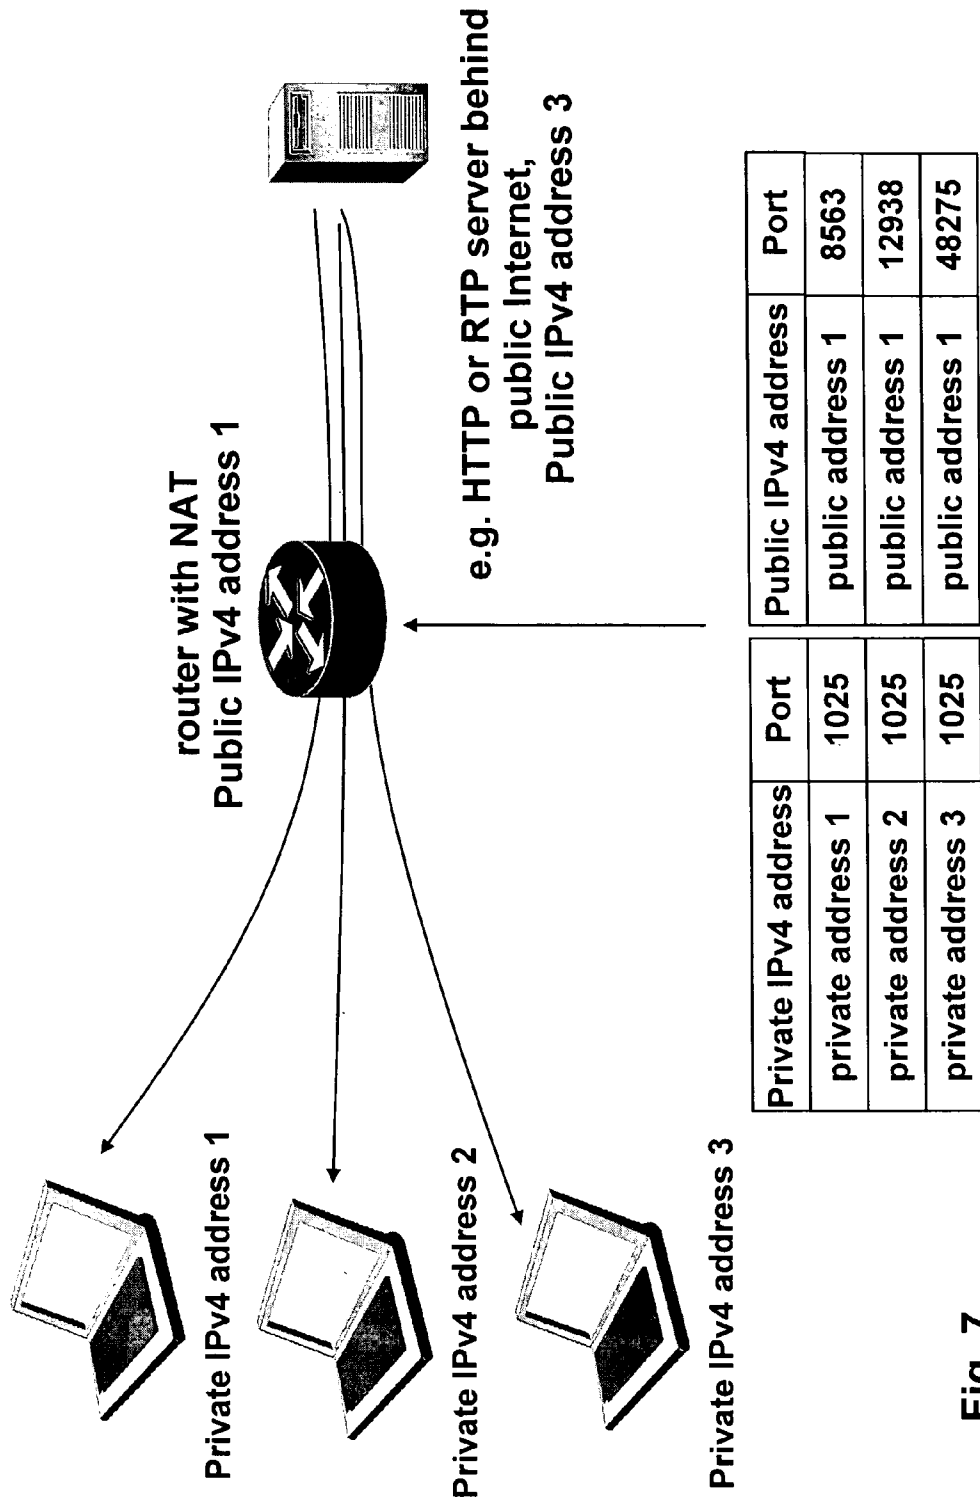 router with NAT
Public IPv4 address 1
e.g. HTTP or RTP server behind
public Internet,
Public IPv4 address 3
Private IPv4 address 1
Private IPv4 address 2
Private IPv4 address 3
Private IPv4 address Port Public IPv4 address Port
private address 1 1025 public address 1 8563
private address 2 1025 public address 1 12938
private address 3 1025 public address 1 48275
Fig. 7